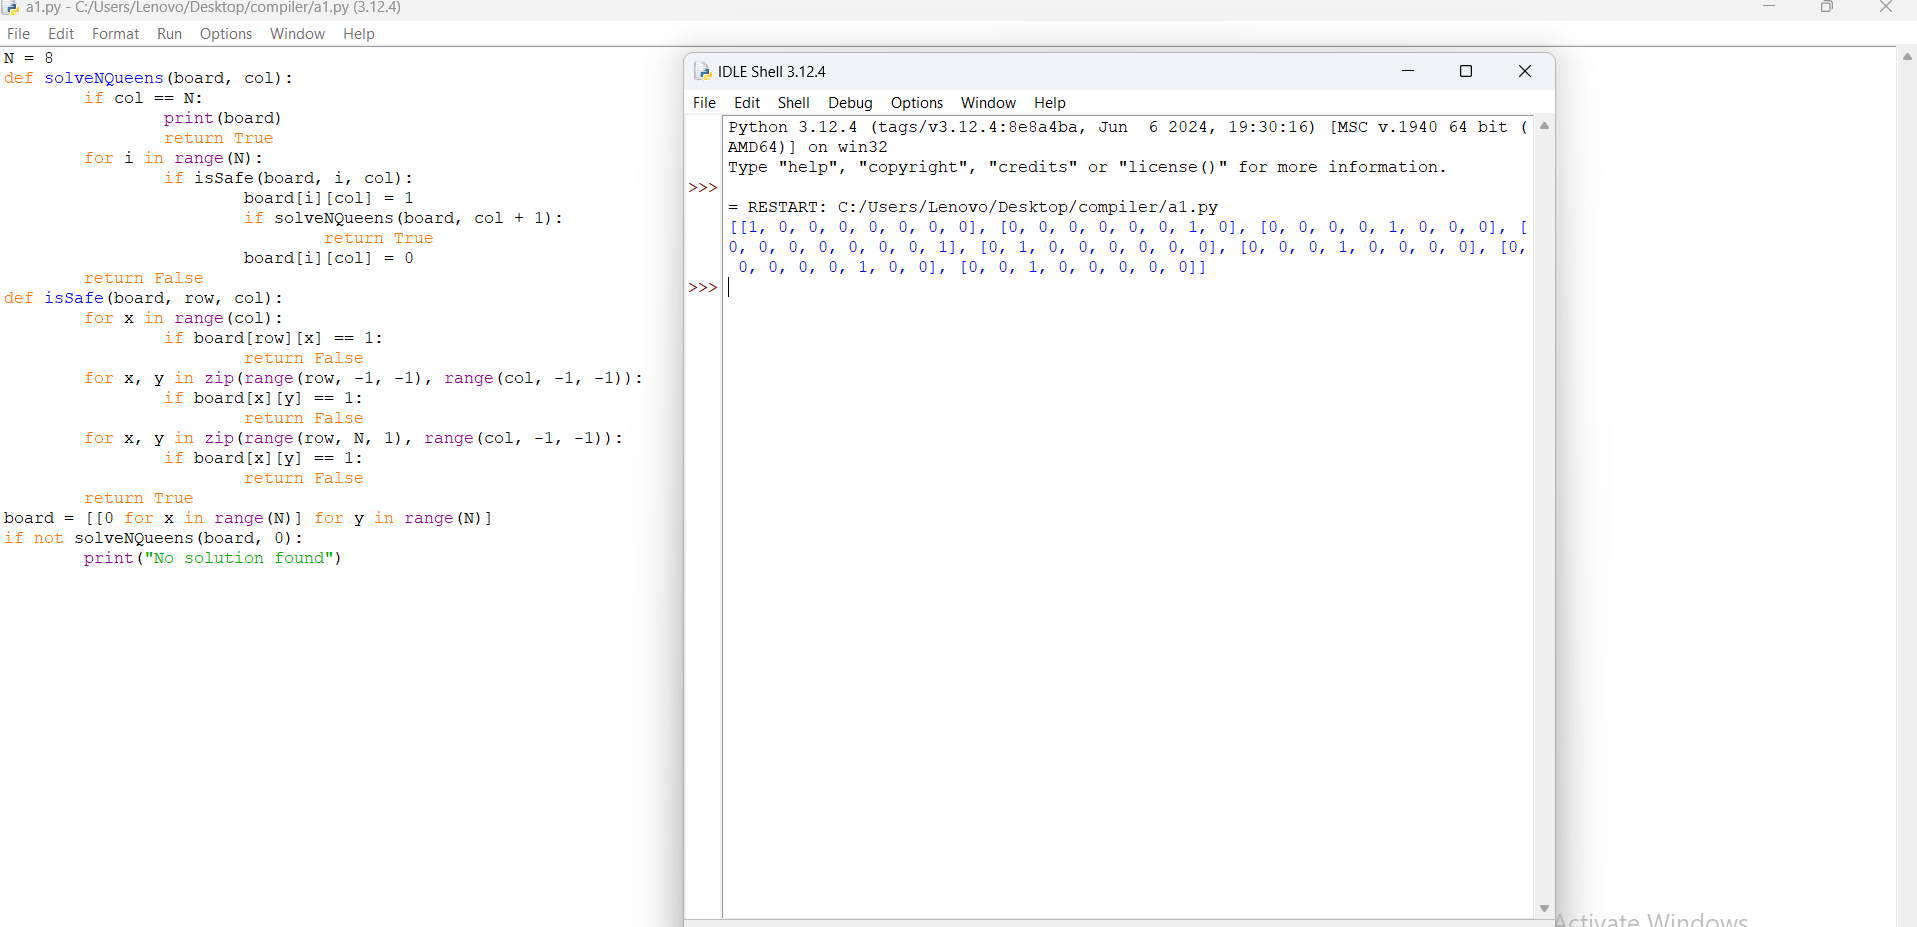 a1.py - C:/Users/Lenovo/Desktop/compiler/a1.py (3.12.4)
File Edit Format Run Options Window Help
N = 8
def solveNQueens(board, col):
        if col == N:
                print(board)
                return True
        for i in range(N):
                if isSafe(board, i, col):
                        board[i][col] = 1
                        if solveNQueens(board, col + 1):
                                return True
                        board[i][col] = 0
        return False
def isSafe(board, row, col):
        for x in range(col):
                if board[row][x] == 1:
                        return False
        for x, y in zip(range(row, -1, -1), range(col, -1, -1)):
                if board[x][y] == 1:
                        return False
        for x, y in zip(range(row, N, 1), range(col, -1, -1)):
                if board[x][y] == 1:
                        return False
        return True
board = [[0 for x in range(N)] for y in range(N)]
if not solveNQueens(board, 0):
        print("No solution found")
IDLE Shell 3.12.4
File Edit Shell Debug Options Window Help
Python 3.12.4 (tags/v3.12.4:8e8a4ba, Jun  6 2024, 19:30:16) [MSC v.1940 64 bit (
AMD64)] on win32
Type "help", "copyright", "credits" or "license()" for more information.
>>>
= RESTART: C:/Users/Lenovo/Desktop/compiler/a1.py
[[1, 0, 0, 0, 0, 0, 0, 0], [0, 0, 0, 0, 0, 0, 1, 0], [0, 0, 0, 0, 1, 0, 0, 0], [
0, 0, 0, 0, 0, 0, 0, 1], [0, 1, 0, 0, 0, 0, 0, 0], [0, 0, 0, 1, 0, 0, 0, 0], [0,
 0, 0, 0, 0, 1, 0, 0], [0, 0, 1, 0, 0, 0, 0, 0]]
>>>
Activate Windows